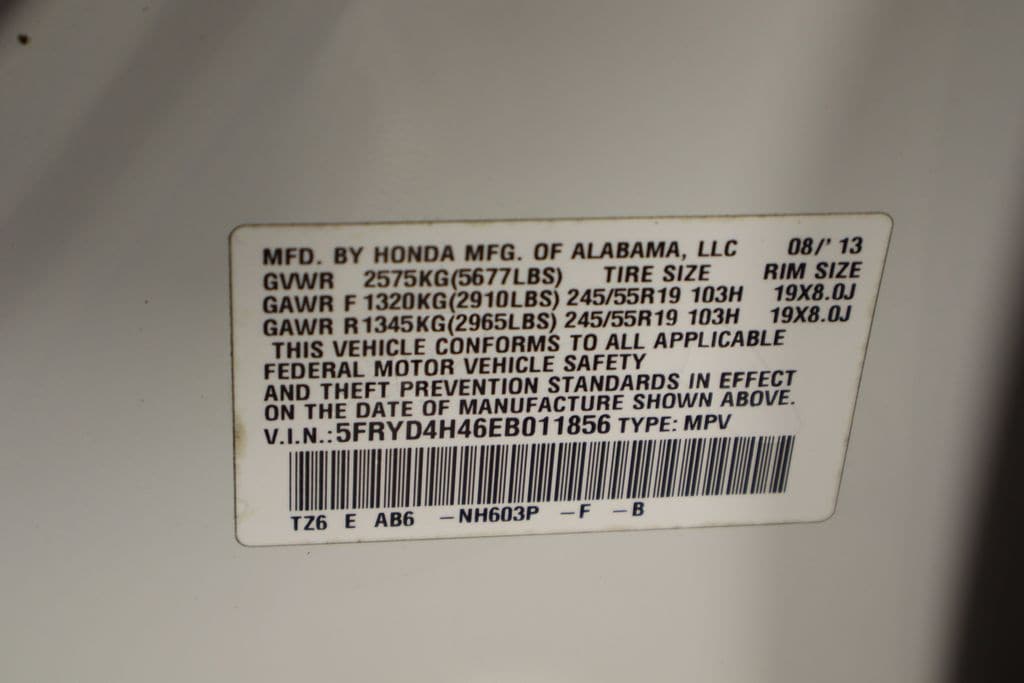 MFD. BY HONDA MFG. OF ALABAMA, LLC 08/' 13
GVWR 2575KG(5677LBS) TIRE SIZE RIM SIZE
GAWR F 1320KG(2910LBS) 245/55R19 103H 19X8.0J
GAWR R1345KG(2965LBS) 245/55R19 103H 19X8.0J
THIS VEHICLE CONFORMS TO ALL APPLICABLE
FEDERAL MOTOR VEHICLE SAFETY
AND THEFT PREVENTION STANDARDS IN EFFECT
ON THE DATE OF MANUFACTURE SHOWN ABOVE.
V.I.N.:5FRYD4H46EB011856 TYPE: MPV
TZ6 E AB6 –NH603P –F –B